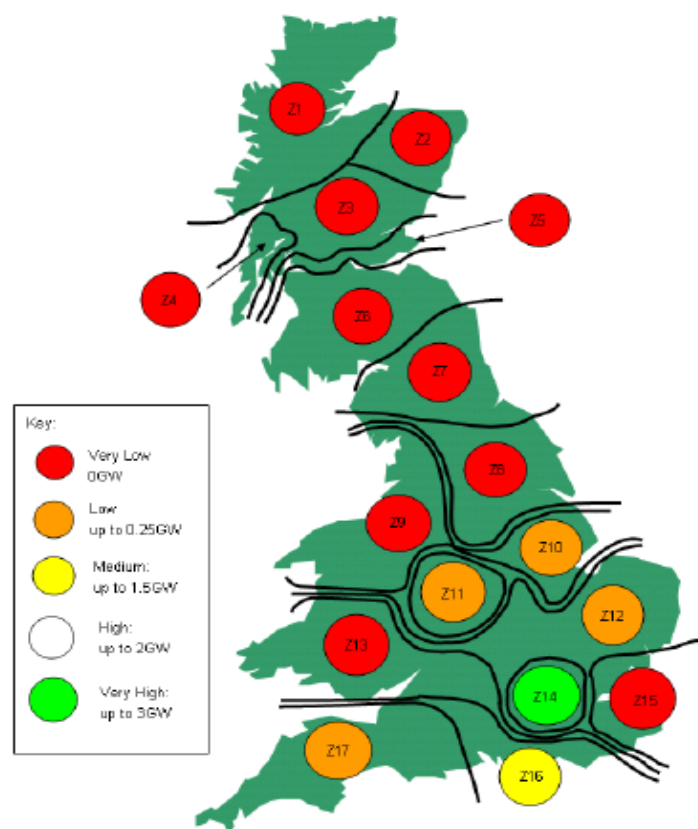 Z1
Z2
Z3
Z5
Z4
Z6
Z7
Key:
Very Low
0GW
Low
up to 0.25GW
Medium:
up to 1.5GW
High:
up to 2GW
Very High:
up to 3GW
Z8
Z9
Z10
Z11
Z12
Z13
Z14
Z15
Z17
Z16